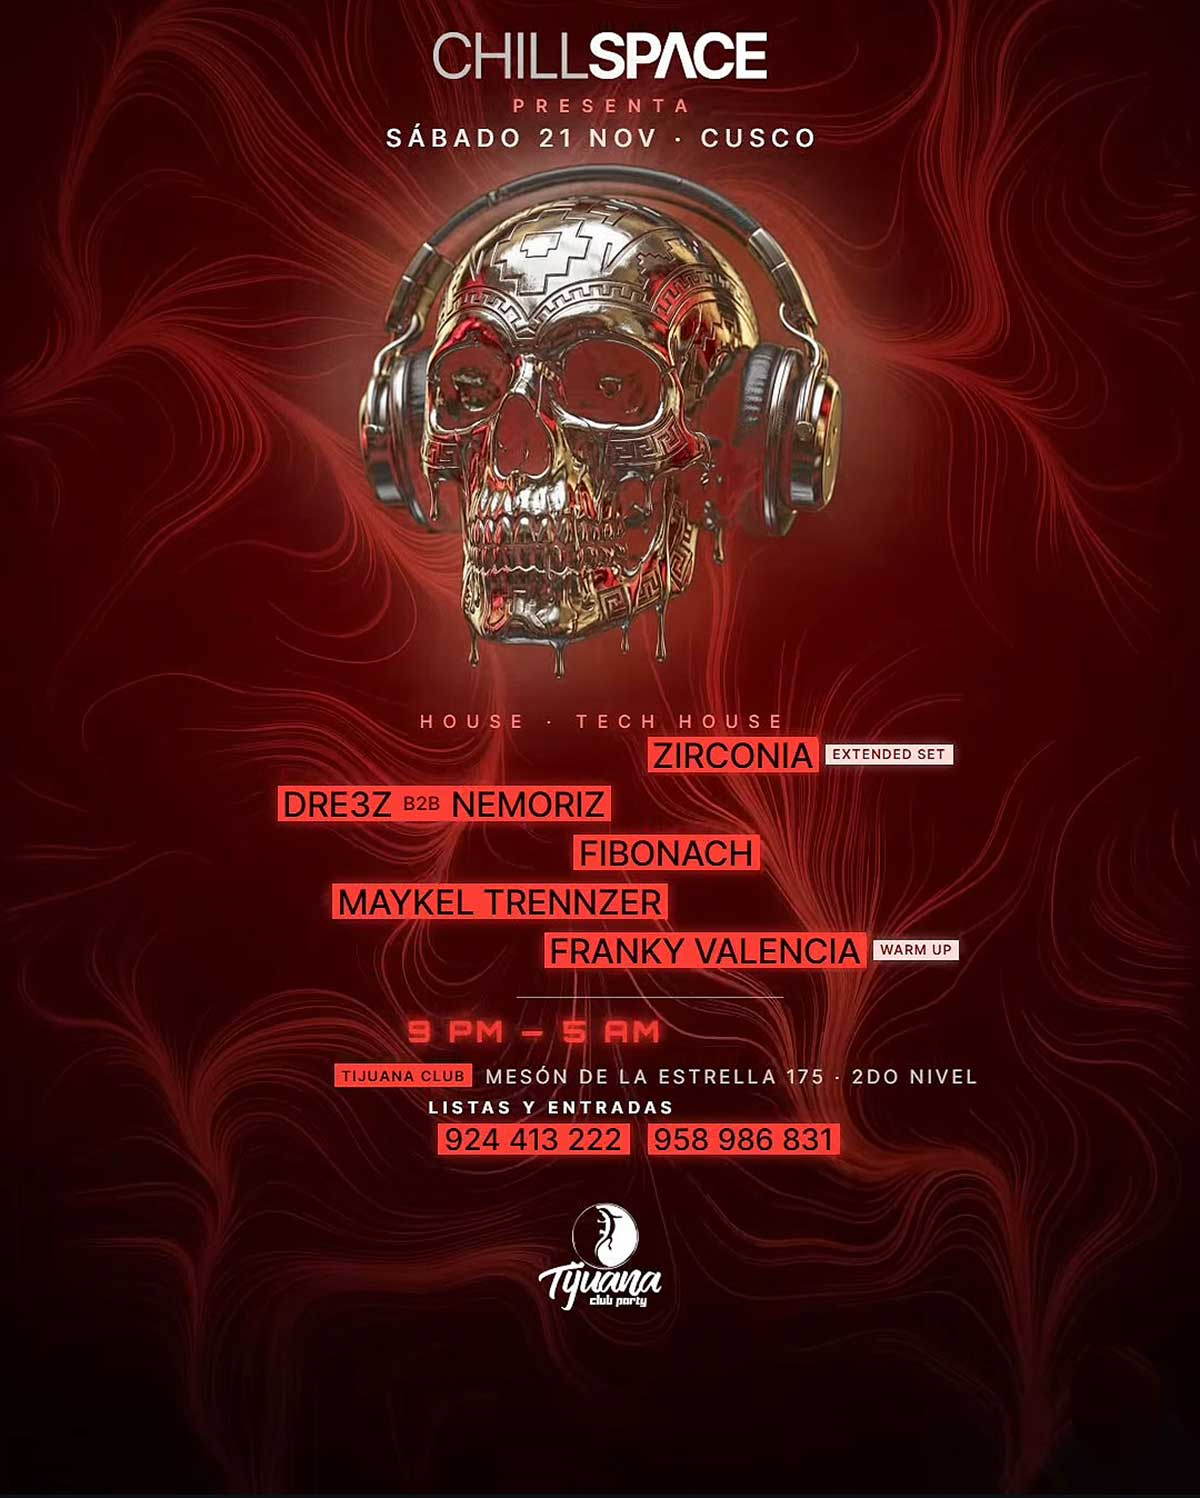 CHILLSPACE
PRESENTA
SÁBADO 21 NOV · CUSCO
HOUSE · TECH HOUSE
ZIRCONIA EXTENDED SET
DRE3Z B2B NEMORIZ
FIBONACH
MAYKEL TRENNZER
FRANKY VALENCIA WARM UP
9 PM – 5 AM
TIJUANA CLUB MESÓN DE LA ESTRELLA 175 · 2DO NIVEL
LISTAS Y ENTRADAS
924 413 222 958 986 831
Tijuana
club party